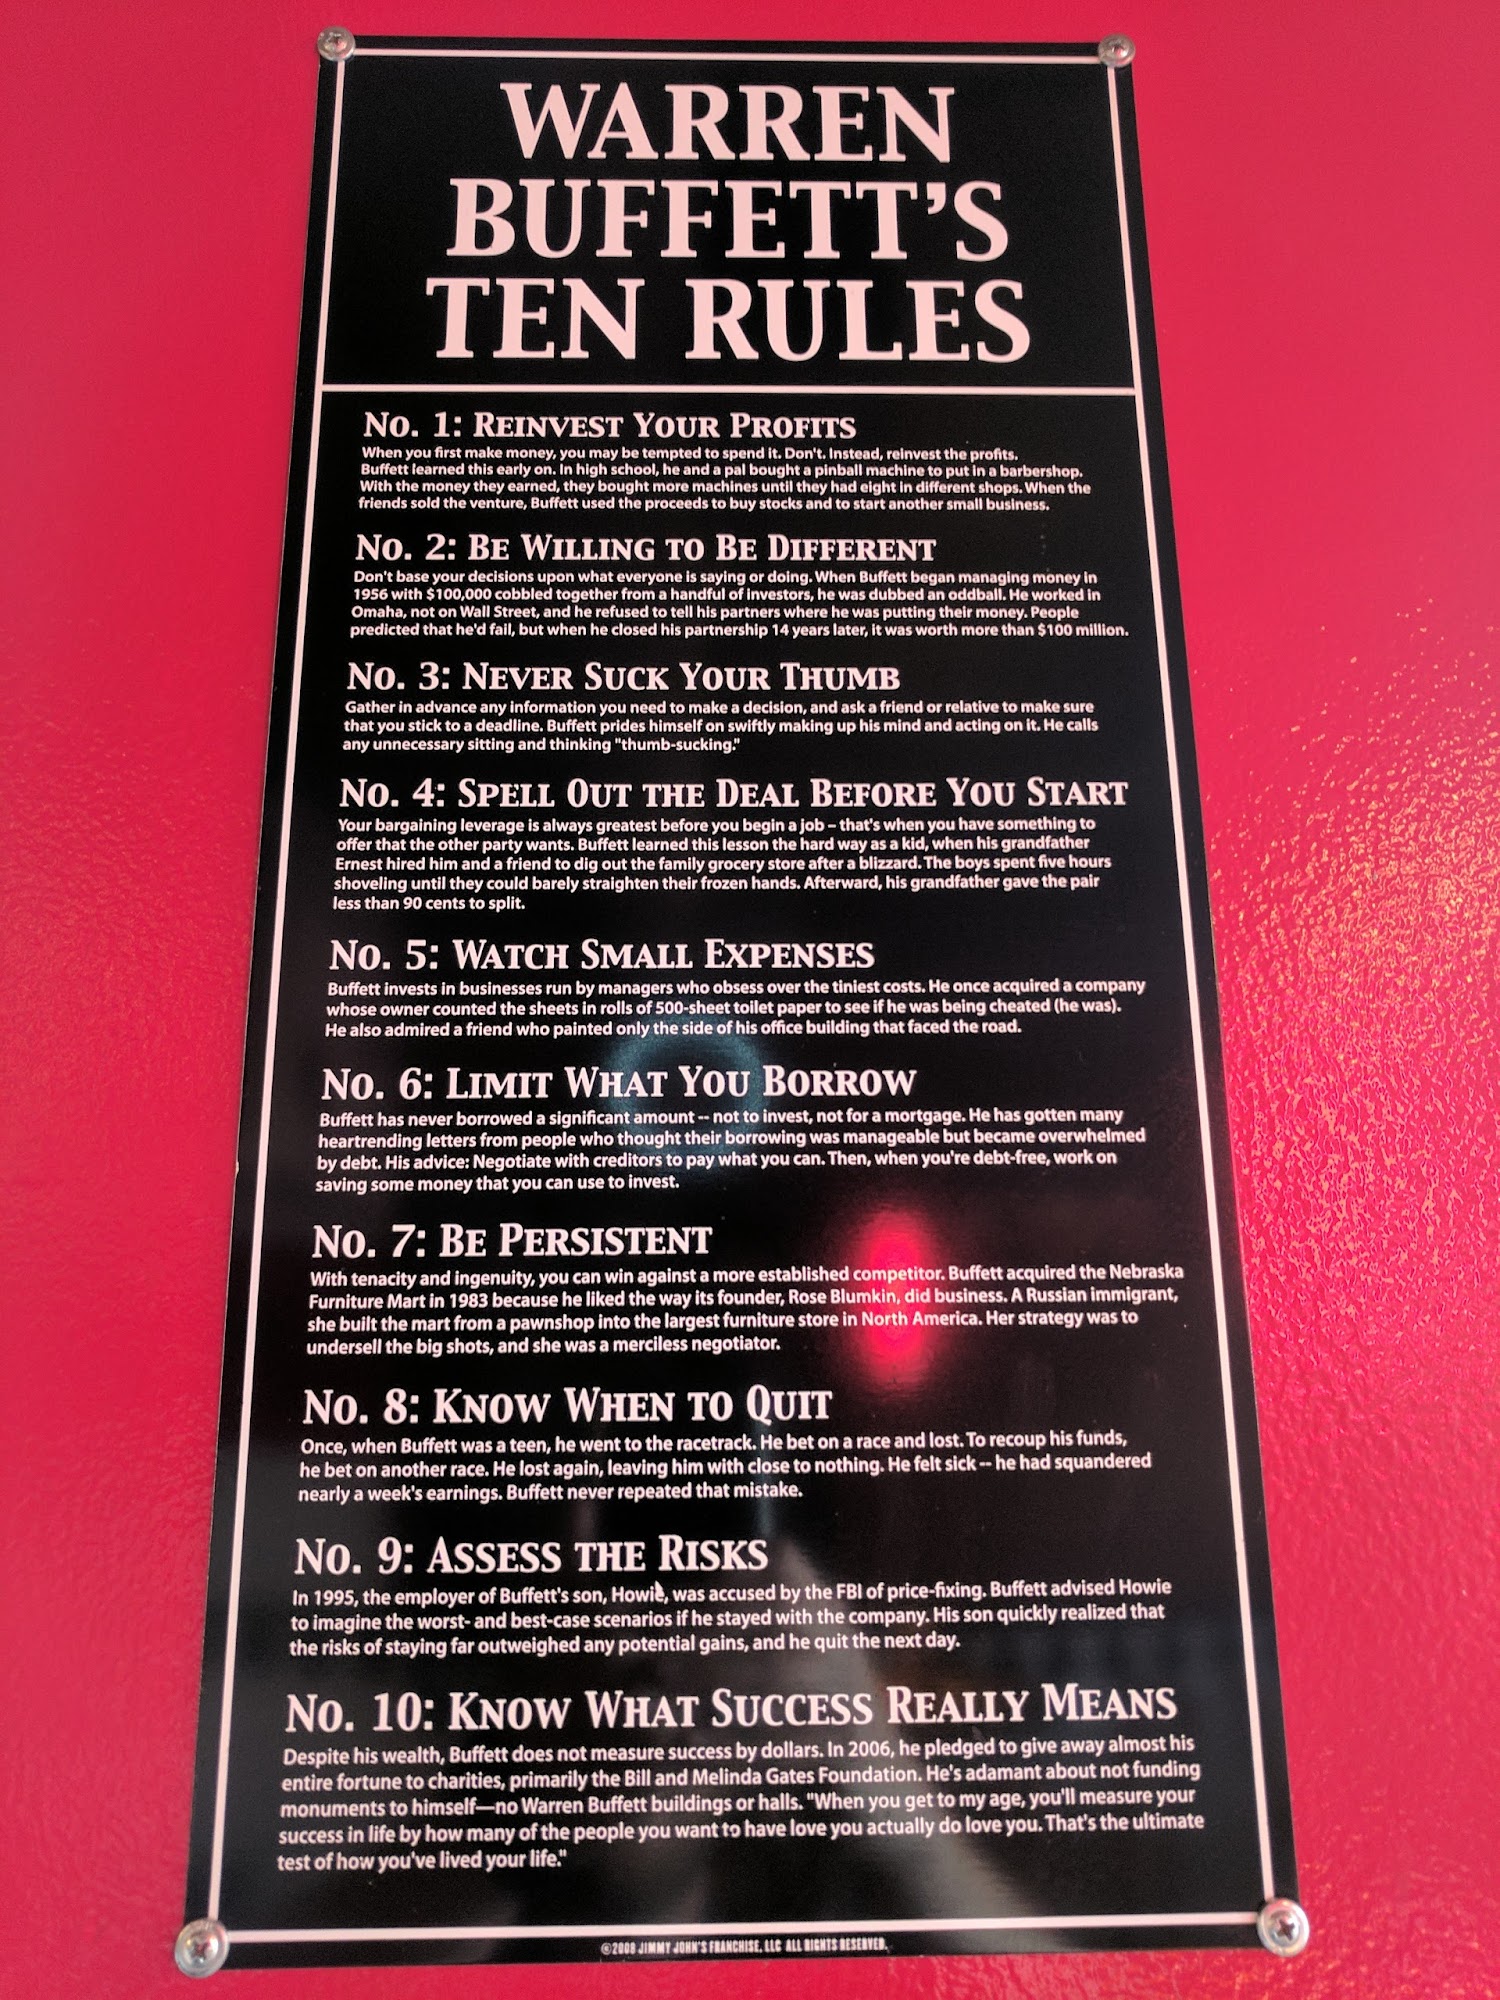 WARREN
BUFFETT'S
TEN RULES
No. 1: Reinvest Your Profits
When you first make money, you may be tempted to spend it. Don't. Instead, reinvest the profits.
Buffett learned this early on. In high school, he and a pal bought a pinball machine to put in a barbershop.
With the money they earned, they bought more machines until they had eight in different shops. When the
friends sold the venture, Buffett used the proceeds to buy stocks and to start another small business.
No. 2: Be Willing to Be Different
Don't base your decisions upon what everyone is saying or doing. When Buffett began managing money in
1956 with $100,000 cobbled together from a handful of investors, he was dubbed an oddball. He worked in
Omaha, not on Wall Street, and he refused to tell his partners where he was putting their money. People
predicted that he'd fail, but when he closed his partnership 14 years later, it was worth more than $100 million.
No. 3: Never Suck Your Thumb
Gather in advance any information you need to make a decision, and ask a friend or relative to make sure
that you stick to a deadline. Buffett prides himself on swiftly making up his mind and acting on it. He calls
any unnecessary sitting and thinking "thumb-sucking."
No. 4: Spell Out the Deal Before You Start
Your bargaining leverage is always greatest before you begin a job – that's when you have something to
offer that the other party wants. Buffett learned this lesson the hard way as a kid, when his grandfather
Ernest hired him and a friend to dig out the family grocery store after a blizzard. The boys spent five hours
shoveling until they could barely straighten their frozen hands. Afterward, his grandfather gave the pair
less than 90 cents to split.
No. 5: Watch Small Expenses
Buffett invests in businesses run by managers who obsess over the tiniest costs. He once acquired a company
whose owner counted the sheets in rolls of 500-sheet toilet paper to see if he was being cheated (he was).
He also admired a friend who painted only the side of his office building that faced the road.
No. 6: Limit What You Borrow
Buffett has never borrowed a significant amount -- not to invest, not for a mortgage. He has gotten many
heartrending letters from people who thought their borrowing was manageable but became overwhelmed
by debt. His advice: Negotiate with creditors to pay what you can. Then, when you're debt-free, work on
saving some money that you can use to invest.
No. 7: Be Persistent
With tenacity and ingenuity, you can win against a more established competitor. Buffett acquired the Nebraska
Furniture Mart in 1983 because he liked the way its founder, Rose Blumkin, did business. A Russian immigrant,
she built the mart from a pawnshop into the largest furniture store in North America. Her strategy was to
undersell the big shots, and she was a merciless negotiator.
No. 8: Know When to Quit
Once, when Buffett was a teen, he went to the racetrack. He bet on a race and lost. To recoup his funds,
he bet on another race. He lost again, leaving him with close to nothing. He felt sick -- he had squandered
nearly a week's earnings. Buffett never repeated that mistake.
No. 9: Assess the Risks
In 1995, the employer of Buffett's son, Howie, was accused by the FBI of price-fixing. Buffett advised Howie
to imagine the worst- and best-case scenarios if he stayed with the company. His son quickly realized that
the risks of staying far outweighed any potential gains, and he quit the next day.
No. 10: Know What Success Really Means
Despite his wealth, Buffett does not measure success by dollars. In 2006, he pledged to give away almost his
entire fortune to charities, primarily the Bill and Melinda Gates Foundation. He's adamant about not funding
monuments to himself—no Warren Buffett buildings or halls. "When you get to my age, you'll measure your
success in life by how many of the people you want to have love you actually do love you. That's the ultimate
test of how you've lived your life."
©2008 JIMMY JOHN'S FRANCHISE, LLC ALL RIGHTS RESERVED.